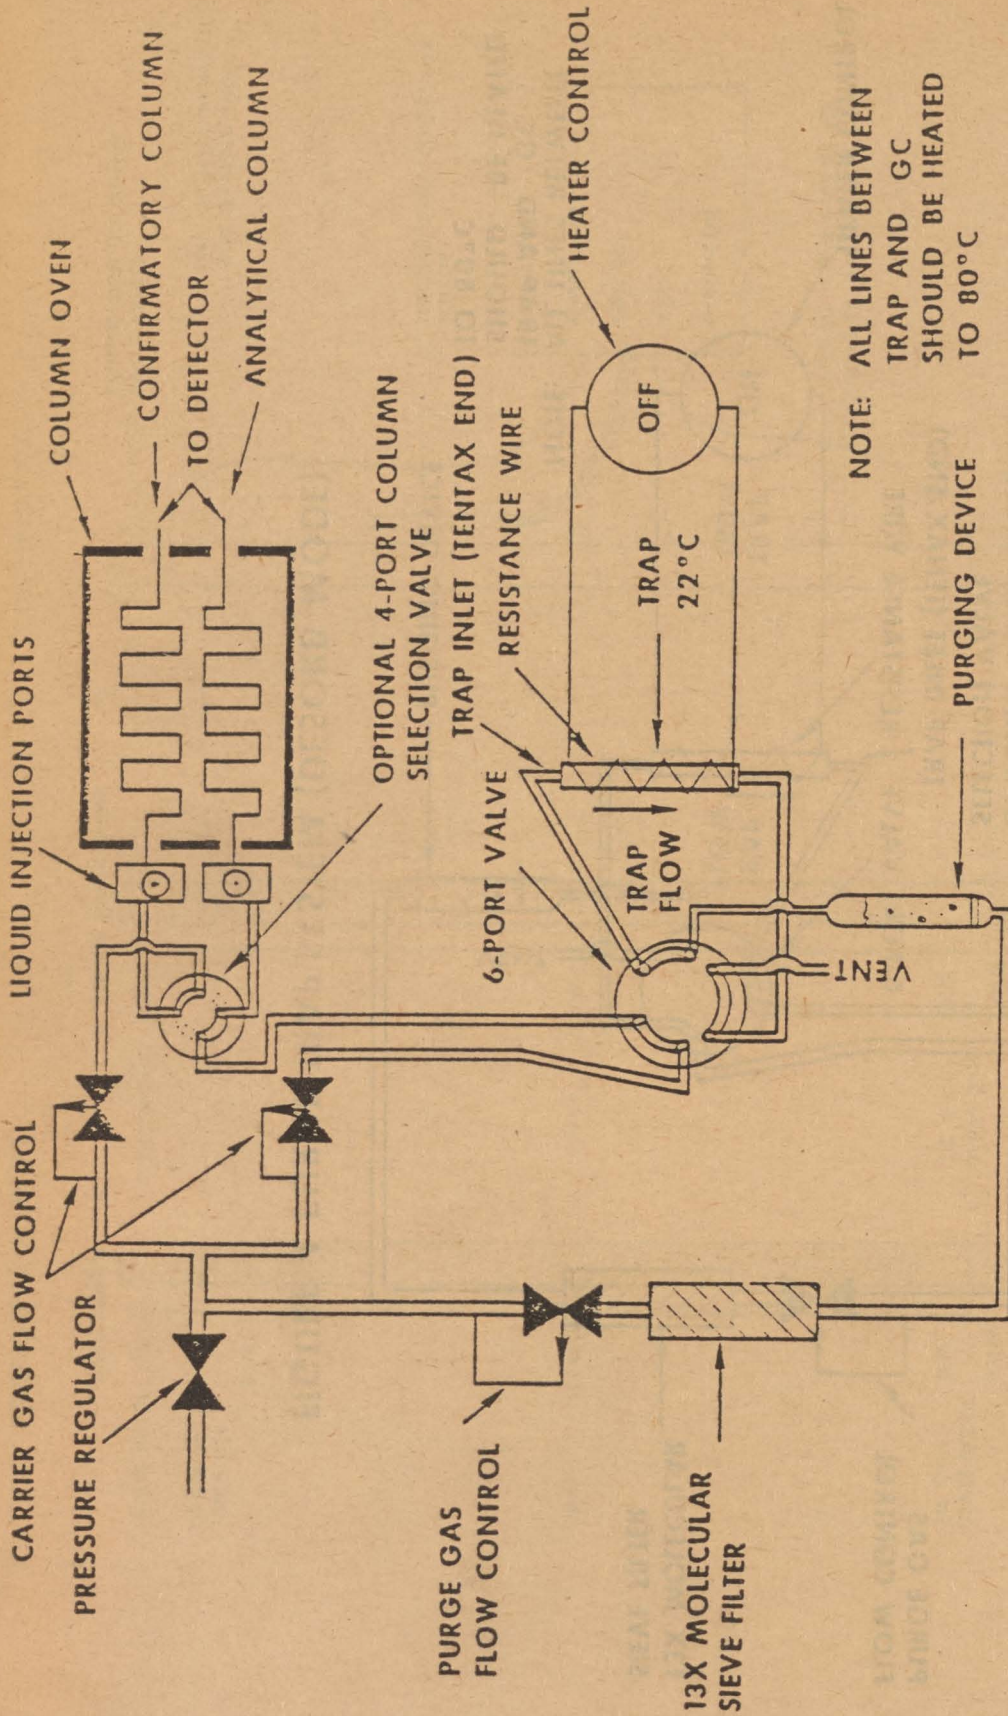 CARRIER GAS FLOW CONTROL
PRESSURE REGULATOR
LIQUID INJECTION PORTS
COLUMN OVEN
CONFIRMATORY COLUMN
TO DETECTOR
ANALYTICAL COLUMN
OPTIONAL 4-PORT COLUMN
SELECTION VALVE
PURGE GAS
FLOW CONTROL
6-PORT VALVE
TRAP INLET (TENTAX END)
RESISTANCE WIRE
HEATER CONTROL
TRAP
FLOW
TRAP
22°C
OFF
13X MOLECULAR
SIEVE FILTER
VENT
PURGING DEVICE
NOTE: ALL LINES BETWEEN
TRAP AND GC
SHOULD BE HEATED
TO 80°C